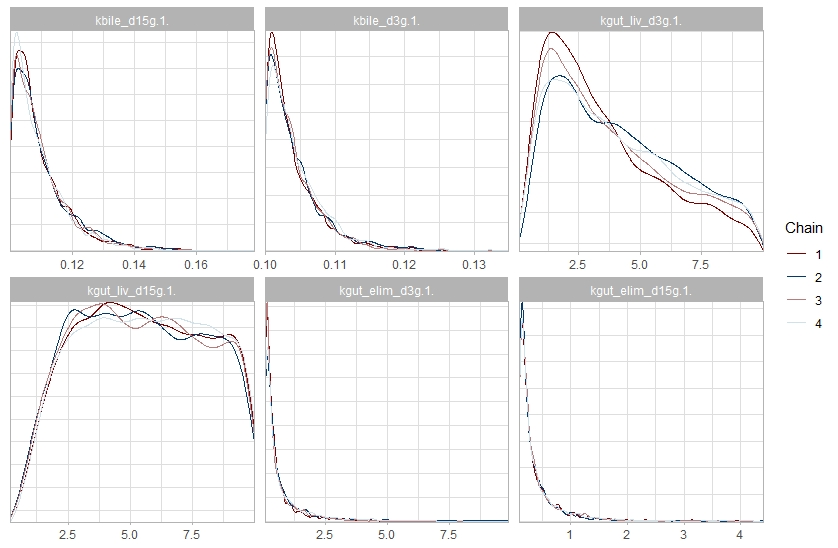 kbile_d15g.1. kbile_d3g.1. kgut_liv_d3g.1.
0.12 0.14 0.16 0.10 0.11 0.12 0.13 2.5 5.0 7.5
Chain
1
2
3
4
kgut_liv_d15g.1. kgut_elim_d3g.1. kgut_elim_d15g.1.
2.5 5.0 7.5 2.5 5.0 7.5 1 2 3 4